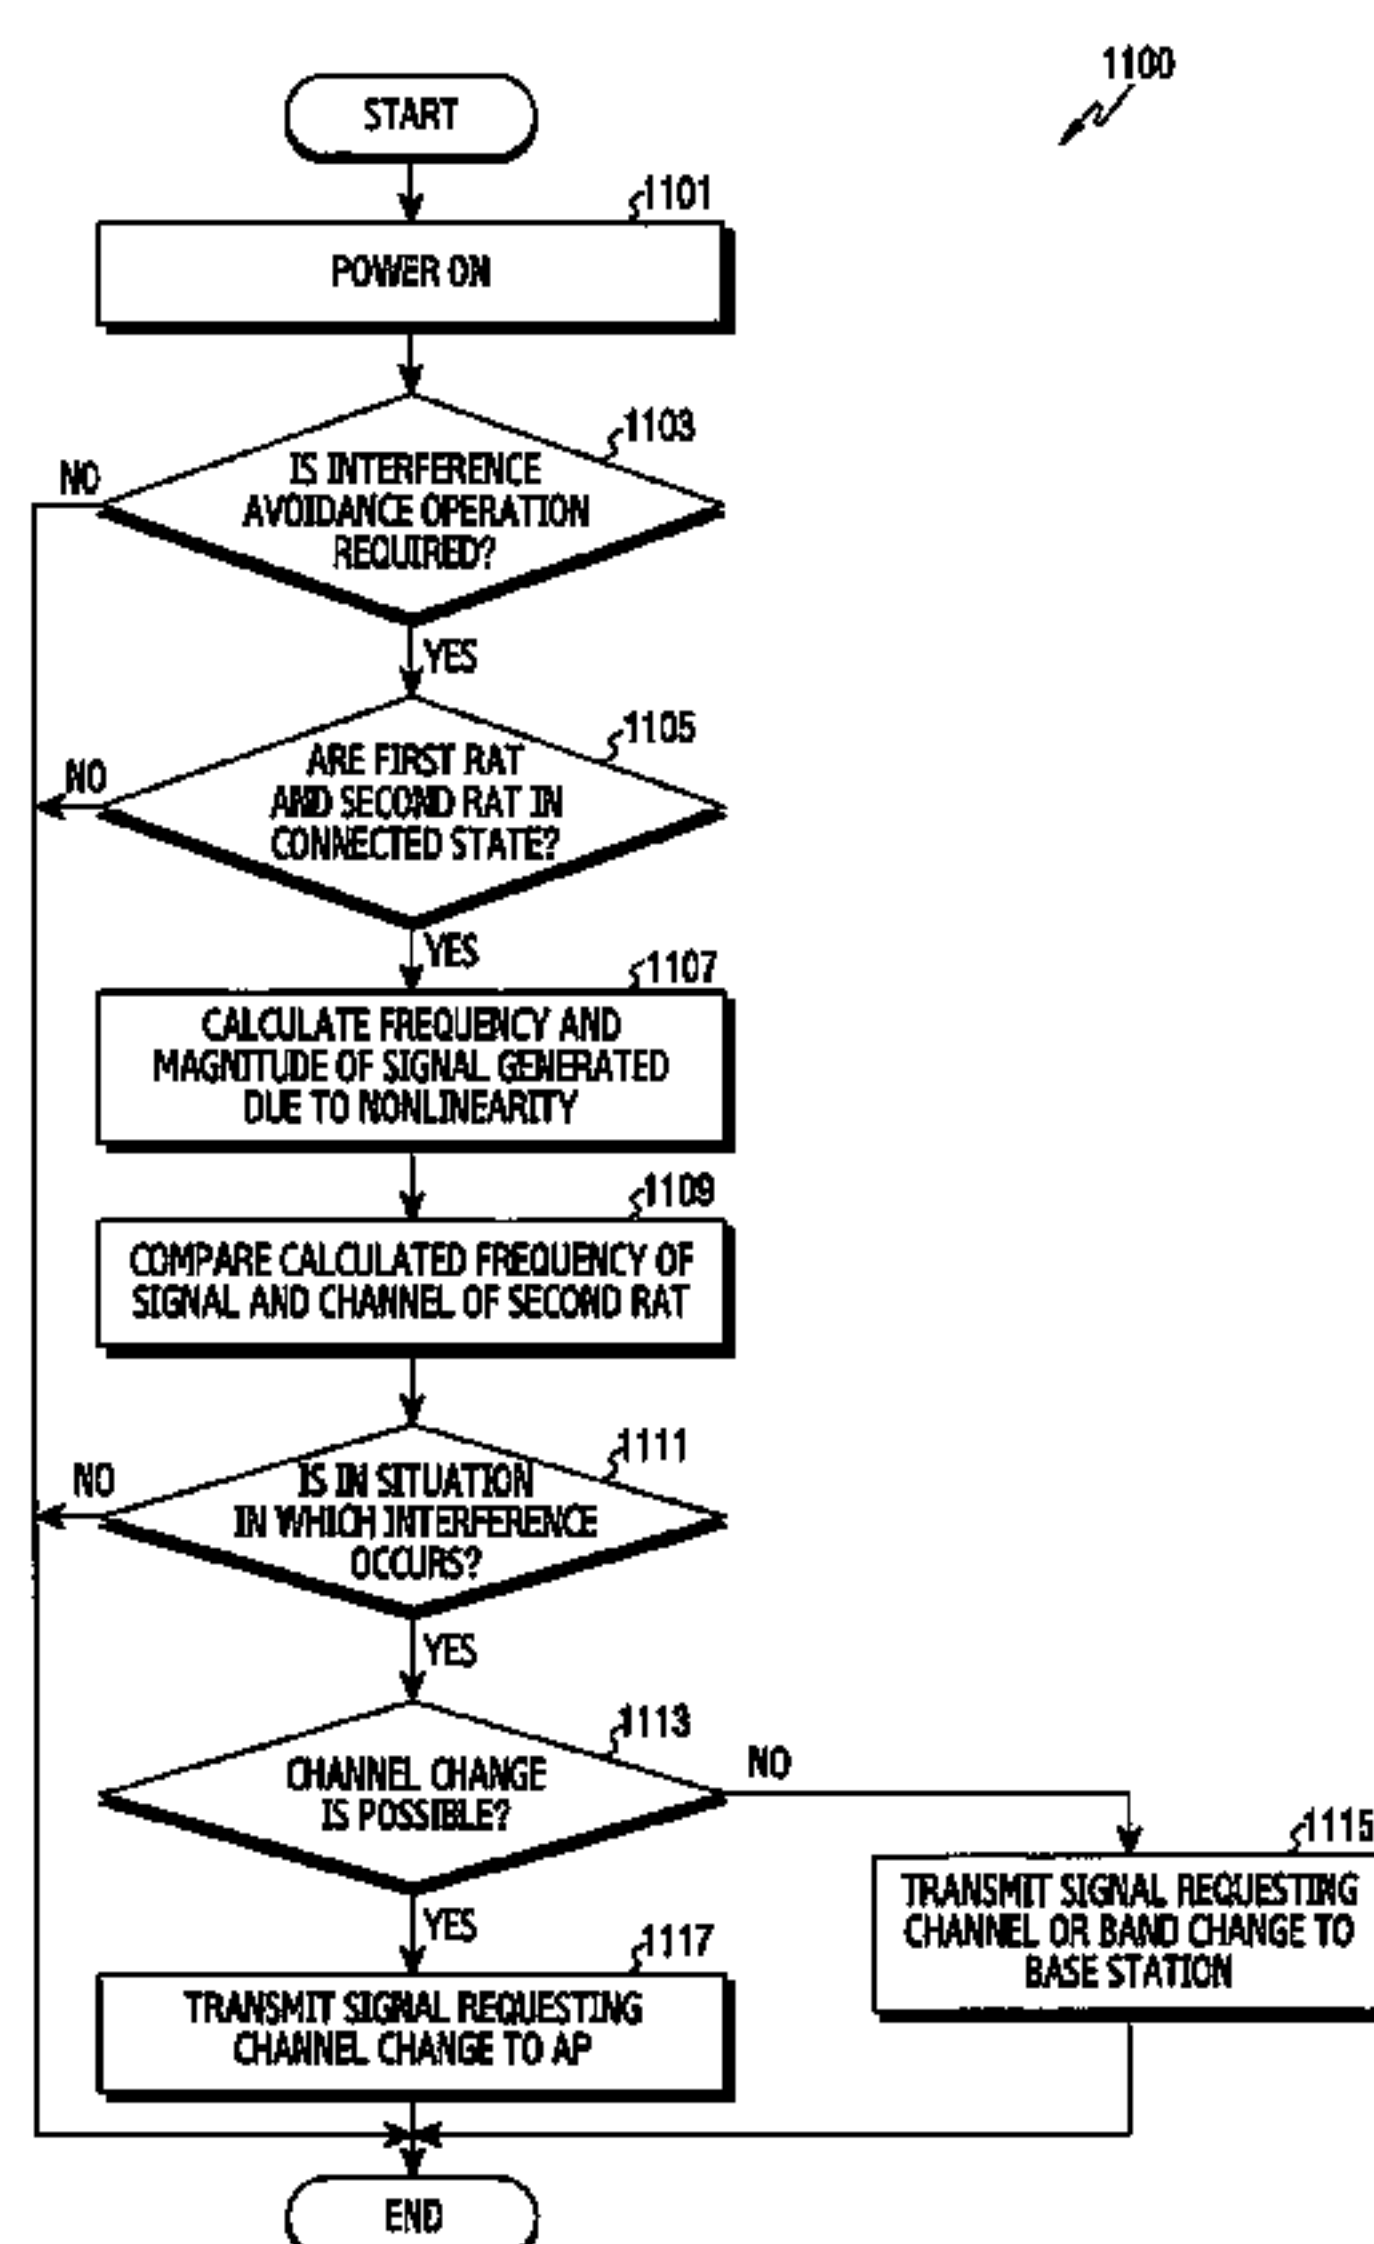 1100
START
1101
POWER ON
1103
IS INTERFERENCE
AVOIDANCE OPERATION
REQUIRED?
NO
YES
1105
ARE FIRST RAT
AND SECOND RAT IN
CONNECTED STATE?
NO
YES
1107
CALCULATE FREQUENCY AND
MAGNITUDE OF SIGNAL GENERATED
DUE TO NONLINEARITY
1109
COMPARE CALCULATED FREQUENCY OF
SIGNAL AND CHANNEL OF SECOND RAT
1111
IS IN SITUATION
IN WHICH INTERFERENCE
OCCURS?
NO
YES
1113
CHANNEL CHANGE
IS POSSIBLE?
NO
YES
1115
TRANSMIT SIGNAL REQUESTING
CHANNEL OR BAND CHANGE TO
BASE STATION
1117
TRANSMIT SIGNAL REQUESTING
CHANNEL CHANGE TO AP
END